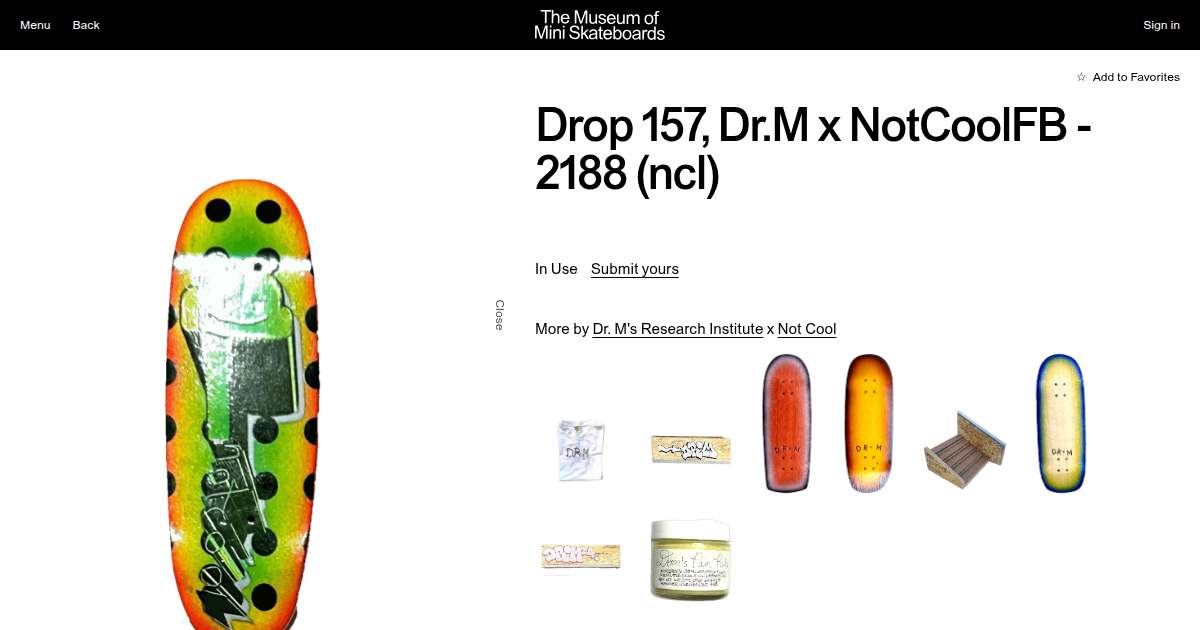 Menu
Back
The Museum of
Mini Skateboards
Sign in
☆ Add to Favorites
Drop 157, Dr.M x NotCoolFB -
2188 (ncl)
In Use
Submit yours
Close
More by Dr. M's Research Institute x Not Cool
DR M
DR•M
DR•M
DR•M